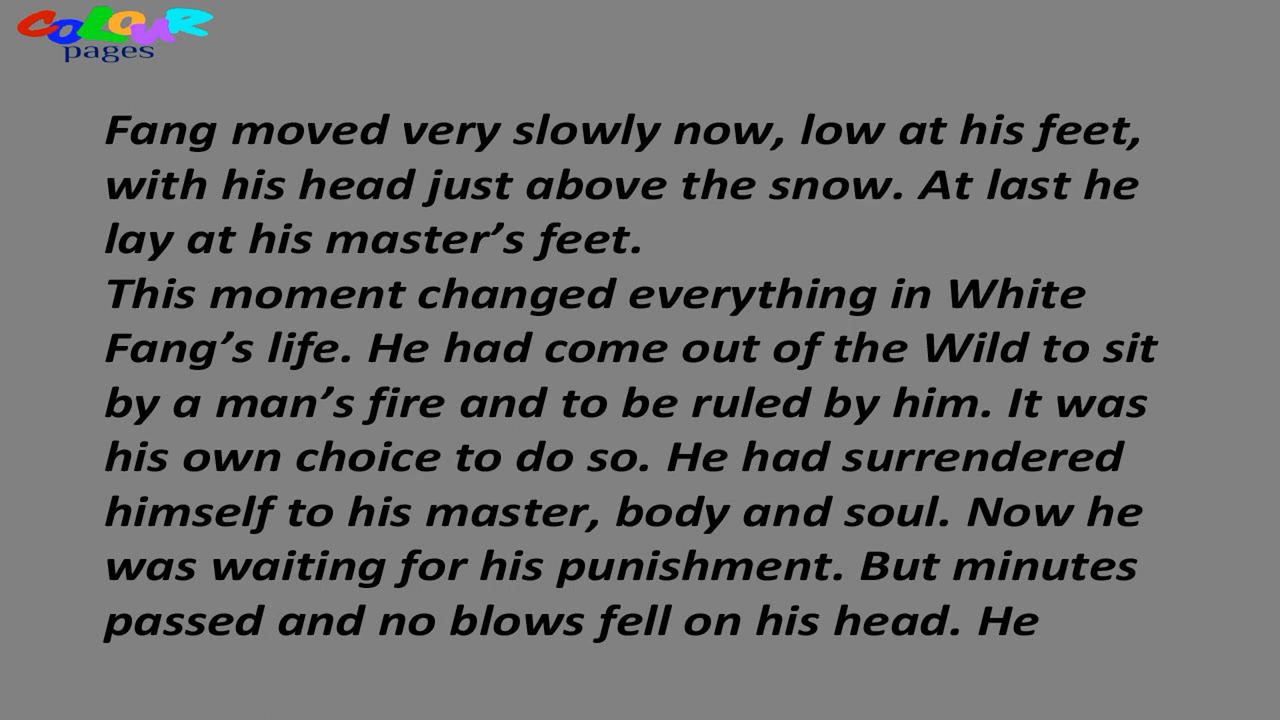 COLOUR
pages
Fang moved very slowly now, low at his feet,
with his head just above the snow. At last he
lay at his master’s feet.
This moment changed everything in White
Fang’s life. He had come out of the Wild to sit
by a man’s fire and to be ruled by him. It was
his own choice to do so. He had surrendered
himself to his master, body and soul. Now he
was waiting for his punishment. But minutes
passed and no blows fell on his head. He